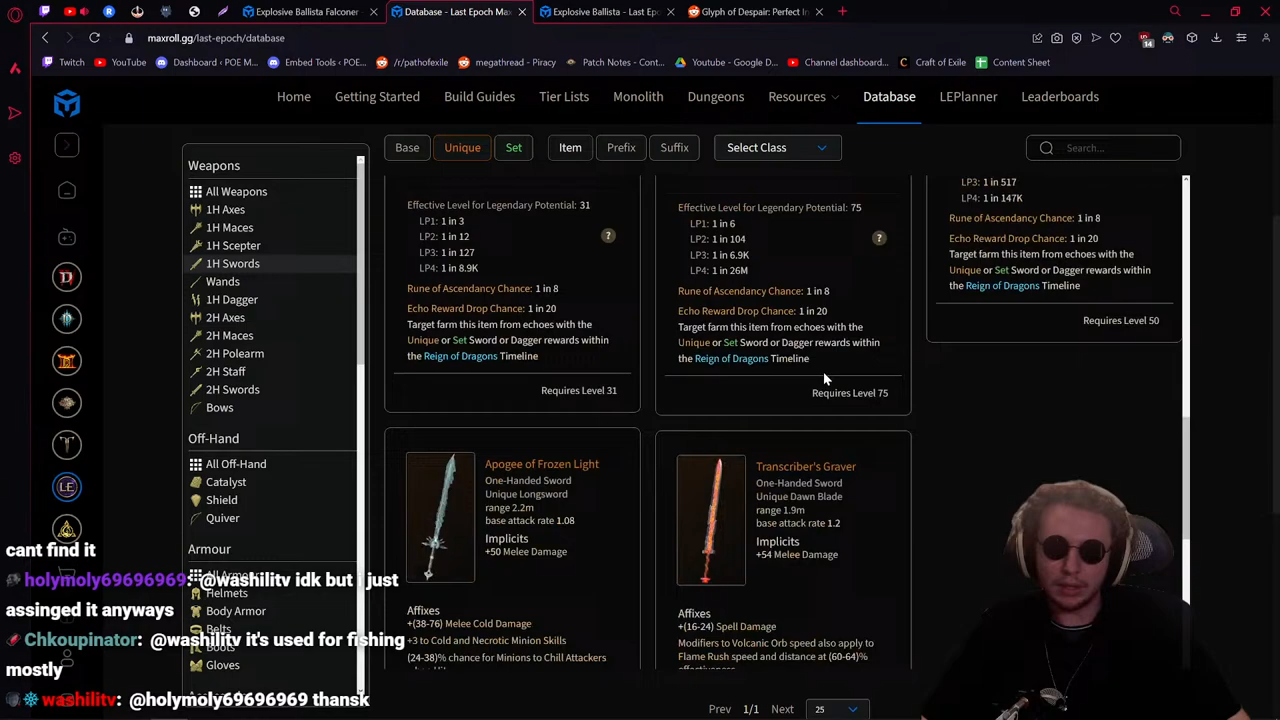 Explosive Ballista Falconer
Database - Last Epoch Max
Explosive Ballista - Last Ep
Glyph of Despair: Perfect In
maxroll.gg/last-epoch/database
14
Twitch
YouTube
Dashboard ‹ POE M...
Embed Tools ‹ POE...
/r/pathofexile
megathread - Piracy
Patch Notes - Cont...
Youtube - Google D...
Channel dashboard...
Craft of Exile
Content Sheet
Home
Getting Started
Build Guides
Tier Lists
Monolith
Dungeons
Resources
Database
LEPlanner
Leaderboards
Base
Unique
Set
Item
Prefix
Suffix
Select Class
Search...
Weapons
All Weapons
1H Axes
1H Maces
1H Scepter
1H Swords
Wands
1H Dagger
2H Axes
2H Maces
2H Polearm
2H Staff
2H Swords
Bows
Off-Hand
All Off-Hand
Catalyst
Shield
Quiver
Armour
Helmets
Body Armor
Belts
Boots
Gloves
Effective Level for Legendary Potential: 31
LP1: 1 in 3
LP2: 1 in 12
LP3: 1 in 127
LP4: 1 in 8.9K
?
Rune of Ascendancy Chance: 1 in 8
Echo Reward Drop Chance: 1 in 20
Target farm this item from echoes with the
Unique or Set Sword or Dagger rewards within
the Reign of Dragons Timeline
Requires Level 31
Effective Level for Legendary Potential: 75
LP1: 1 in 6
LP2: 1 in 104
LP3: 1 in 6.9K
LP4: 1 in 26M
?
Rune of Ascendancy Chance: 1 in 8
Echo Reward Drop Chance: 1 in 20
Target farm this item from echoes with the
Unique or Set Sword or Dagger rewards within
the Reign of Dragons Timeline
Requires Level 75
LP3: 1 in 517
LP4: 1 in 147K
Rune of Ascendancy Chance: 1 in 8
Echo Reward Drop Chance: 1 in 20
Target farm this item from echoes with the
Unique or Set Sword or Dagger rewards within
the Reign of Dragons Timeline
Requires Level 50
Apogee of Frozen Light
One-Handed Sword
Unique Longsword
range 2.2m
base attack rate 1.08
Implicits
+50 Melee Damage
Affixes
+(38-76) Melee Cold Damage
+3 to Cold and Necrotic Minion Skills
(24-38)% chance for Minions to Chill Attackers
Transcriber's Graver
One-Handed Sword
Unique Dawn Blade
range 1.9m
base attack rate 1.2
Implicits
+54 Melee Damage
Affixes
+(16-24) Spell Damage
Modifiers to Volcanic Orb speed also apply to
Flame Rush speed and distance at (60-64)%
Prev
1/1
Next
25
cant find it
holymoly69696969: @washilitv idk but i just
assinged it anyways
Chkoupinator: @washilitv it's used for fishing
mostly
washilitv: @holymoly69696969 thansk